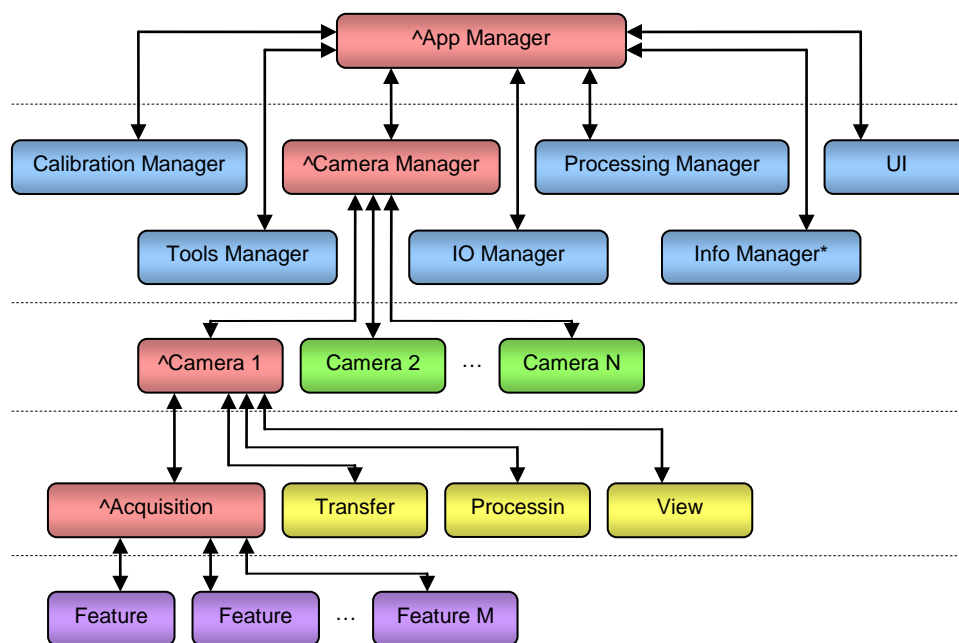 ^App Manager
Calibration Manager
^Camera Manager
Processing Manager
UI
Tools Manager
IO Manager
Info Manager*
^Camera 1
Camera 2
...
Camera N
^Acquisition
Transfer
Processin
View
Feature
Feature
...
Feature M